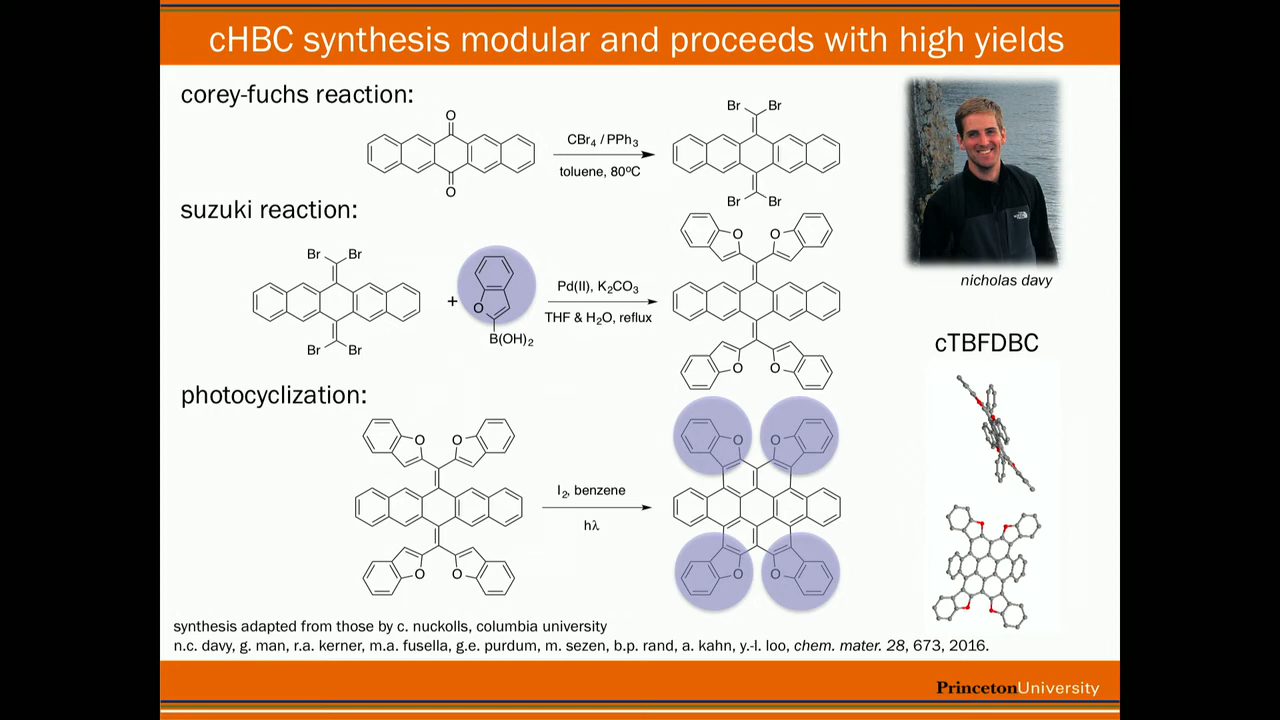 cHBC synthesis modular and proceeds with high yields
corey-fuchs reaction:
O
O
CBr4 / PPh3
toluene, 80ºC
Br Br
Br Br
suzuki reaction:
Br Br
Br Br
+
O
B(OH)2
Pd(II), K2CO3
THF & H2O, reflux
O O
O O
photocyclization:
O O
O O
I2, benzene
hλ
O O
O O
nicholas davy
cTBFDBC
synthesis adapted from those by c. nuckolls, columbia university
n.c. davy, g. man, r.a. kerner, m.a. fusella, g.e. purdum, m. sezen, b.p. rand, a. kahn, y.-l. loo, chem. mater. 28, 673, 2016.
PrincetonUniversity